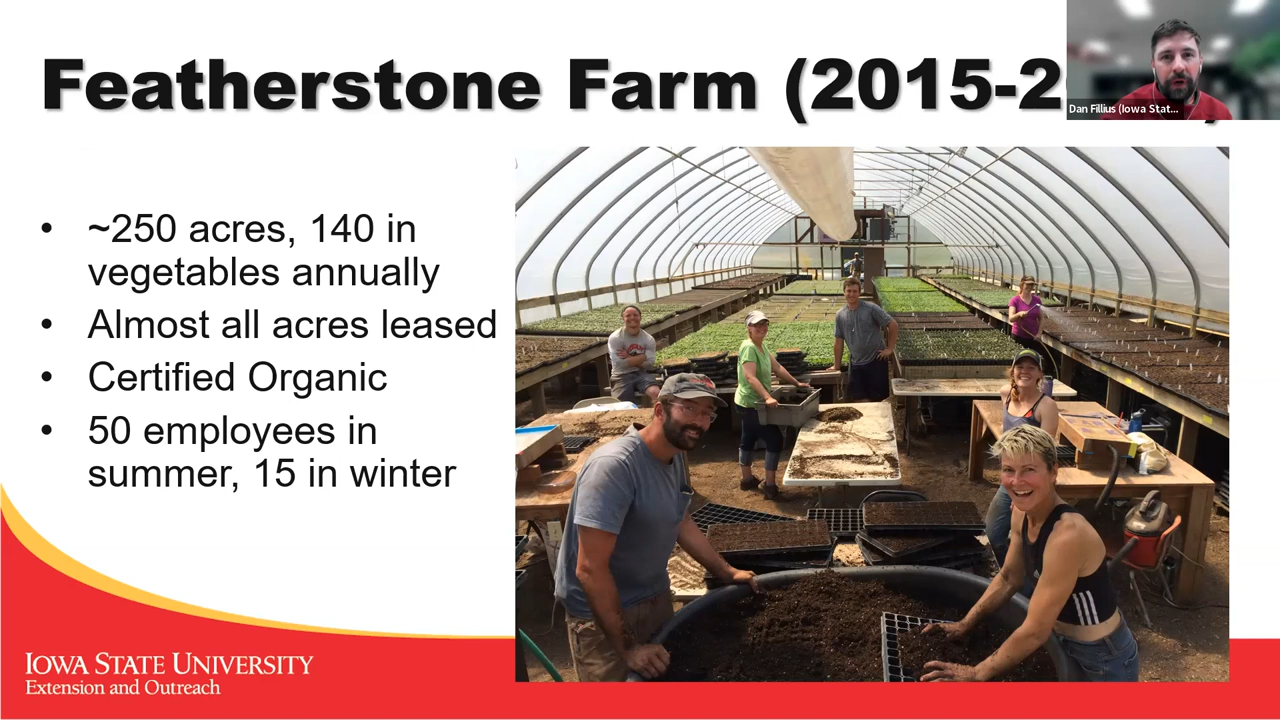 Featherstone Farm (2015-2
Dan Fillius (Iowa Stat...
• ~250 acres, 140 in
vegetables annually
• Almost all acres leased
• Certified Organic
• 50 employees in
summer, 15 in winter
IOWA STATE UNIVERSITY
Extension and Outreach